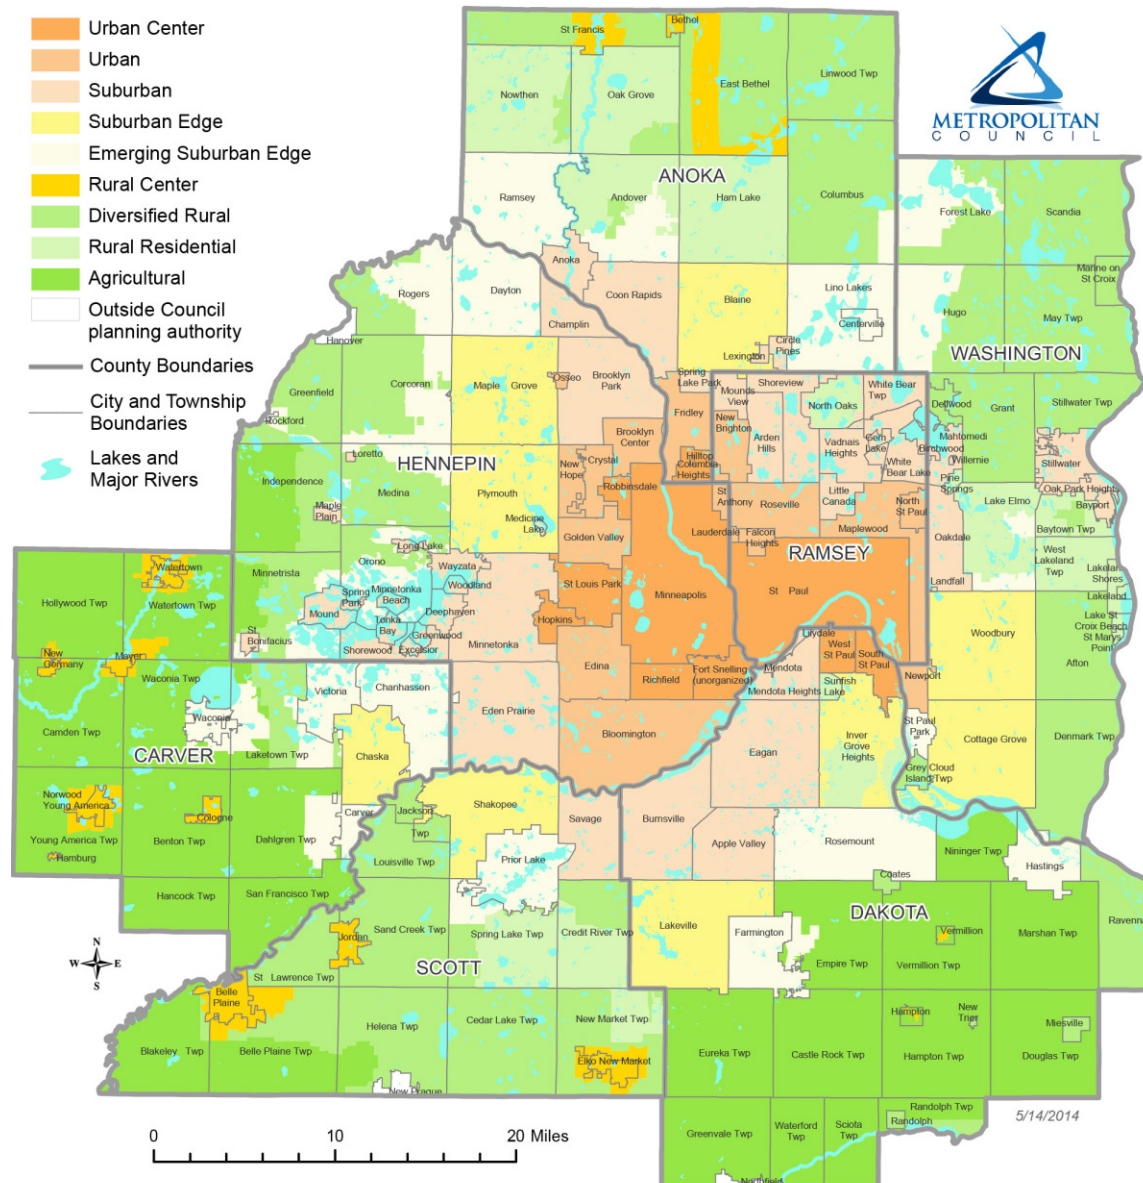 Urban Center
Urban
Suburban
Suburban Edge
Emerging Suburban Edge
Rural Center
Diversified Rural
Rural Residential
Agricultural
Outside Council
planning authority
County Boundaries
City and Township
Boundaries
Lakes and
Major Rivers
METROPOLITAN
COUNCIL
St Francis
Bethel
Nowthen
Oak Grove
East Bethel
Linwood Twp
ANOKA
Ramsey
Andover
Ham Lake
Columbus
Forest Lake
Scandia
Anoka
Rogers
Dayton
Coon Rapids
Champlin
Blaine
Lino Lakes
Centerville
Hugo
Marine on
St Croix
May Twp
WASHINGTON
Hanover
Lexington
Circle
Pines
Corcoran
Greenfield
Maple Grove
Osseo
Brooklyn
Park
Spring
Lake Park
Mounds
View
Shoreview
White Bear
Twp
North Oaks
Dellwood
Grant
Stillwater Twp
Rockford
Loretto
HENNEPIN
Brooklyn
Center
Fridley
New
Brighton
Arden
Hills
Vadnais
Heights
Gem
Lake
Mahtomedi
Birchwood
Willernie
White
Bear Lake
Stillwater
Independence
Medina
Plymouth
New
Hope
Crystal
Robbinsdale
Hilltop
Columbia
Heights
Pine
Springs
Oak Park Heights
Maple
Plain
Medicine
Lake
St
Anthony
Roseville
Little
Canada
North
St Paul
Lake Elmo
Bayport
Baytown Twp
Golden Valley
Lauderdale
Falcon
Heights
Maplewood
Oakdale
RAMSEY
Long Lake
Orono
Wayzata
Woodland
West
Lakeland
Twp
Lakeland
Shores
Lakeland
Landfall
Watertown
Hollywood Twp
Watertown Twp
Minnetrista
Minnetonka
Beach
Spring
Park
Mound
Tonka
Bay
Deephaven
Greenwood
Shorewood
Excelsior
Minnetonka
St Louis Park
Hopkins
Minneapolis
St Paul
Lake St
Croix Beach
St Marys
Point
Woodbury
Afton
St
Bonifacius
New
Germany
Mayer
Waconia Twp
Edina
Richfield
Fort Snelling
(unorganized)
Lilydale
Mendota
Mendota Heights
West
St Paul
South
St Paul
Sunfish
Lake
Newport
Victoria
Chanhassen
Waconia
Eden Prairie
Bloomington
St Paul
Park
Camden Twp
CARVER
Laketown Twp
Chaska
Eagan
Inver
Grove
Heights
Cottage Grove
Denmark Twp
Grey Cloud
Island Twp
Norwood
Young America
Cologne
Young America Twp
Benton Twp
Dahlgren Twp
Hamburg
Carver
Jackson
Twp
Shakopee
Savage
Burnsville
Apple Valley
Rosemount
Nininger Twp
Louisville Twp
Prior Lake
Hastings
Coates
Hancock Twp
San Francisco Twp
DAKOTA
Ravenna
Jordan
Sand Creek Twp
Spring Lake Twp
Credit River Twp
Lakeville
Farmington
Empire Twp
Vermillion
Vermillion Twp
Marshan Twp
N
W E
S
SCOTT
St Lawrence Twp
Belle
Plaine
Helena Twp
Cedar Lake Twp
New Market Twp
Hampton
New
Trier
Miesville
Blakeley Twp
Belle Plaine Twp
Elko New Market
Eureka Twp
Castle Rock Twp
Hampton Twp
Douglas Twp
New Prague
Randolph Twp
Randolph
5/14/2014
0 10 20 Miles
Greenvale Twp
Waterford
Twp
Sciota
Twp
Northfield